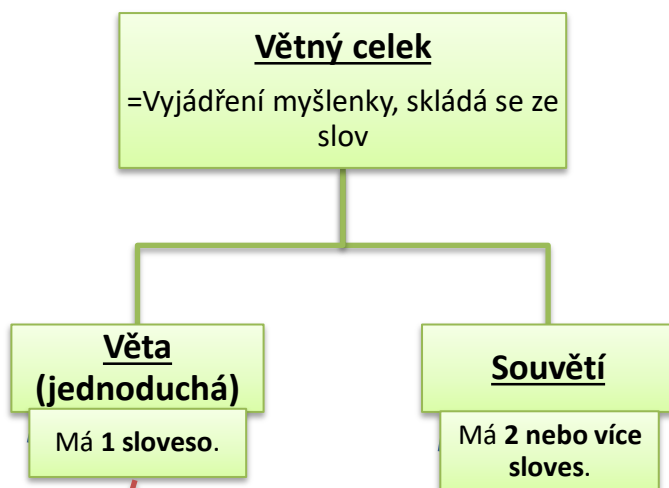 Větný celek
=Vyjádření myšlenky, skládá se ze
slov
Věta
(jednoduchá)
Má 1 sloveso.
Souvětí
Má 2 nebo více
sloves.